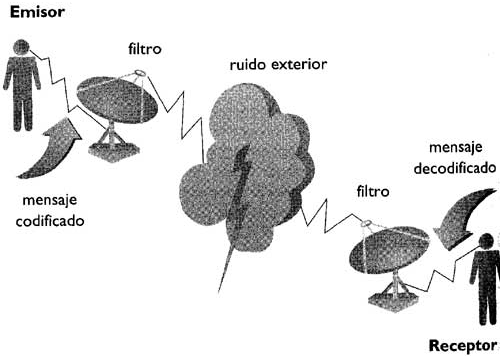 Emisor
filtro
ruido exterior
mensaje
codificado
mensaje
decodificado
filtro
Receptor